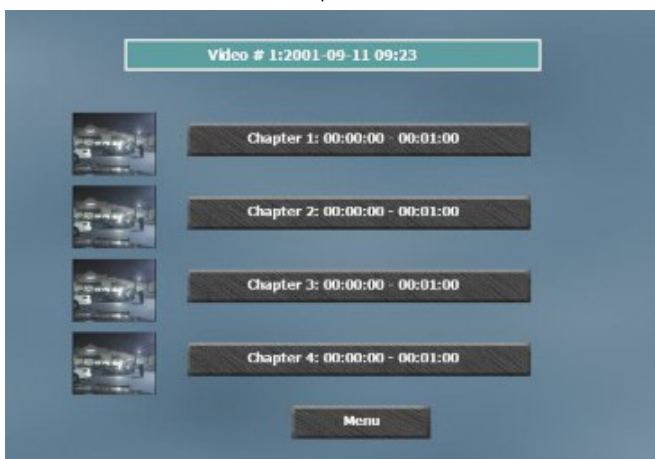 Video # 1:2001-09-11 09:23
Chapter 1: 00:00:00 - 00:01:00
Chapter 2: 00:00:00 - 00:01:00
Chapter 3: 00:00:00 - 00:01:00
Chapter 4: 00:00:00 - 00:01:00
Menu